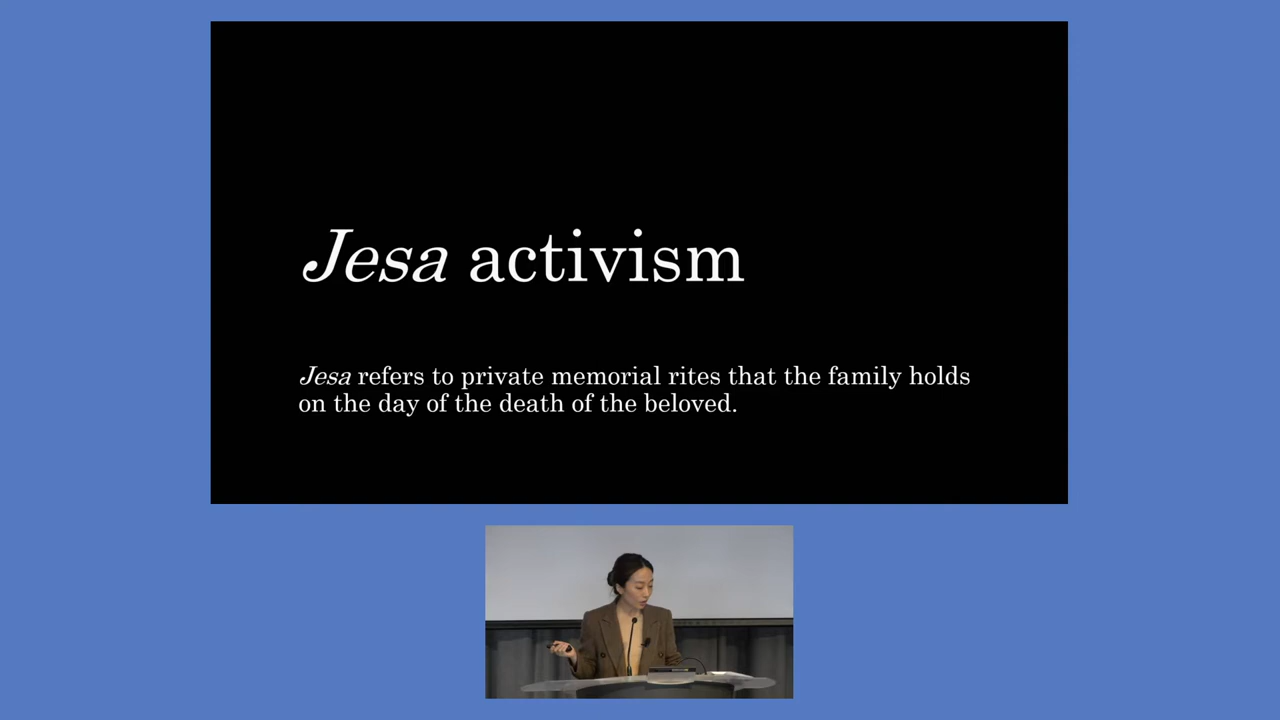 Jesa activism
Jesa refers to private memorial rites that the family holds
on the day of the death of the beloved.